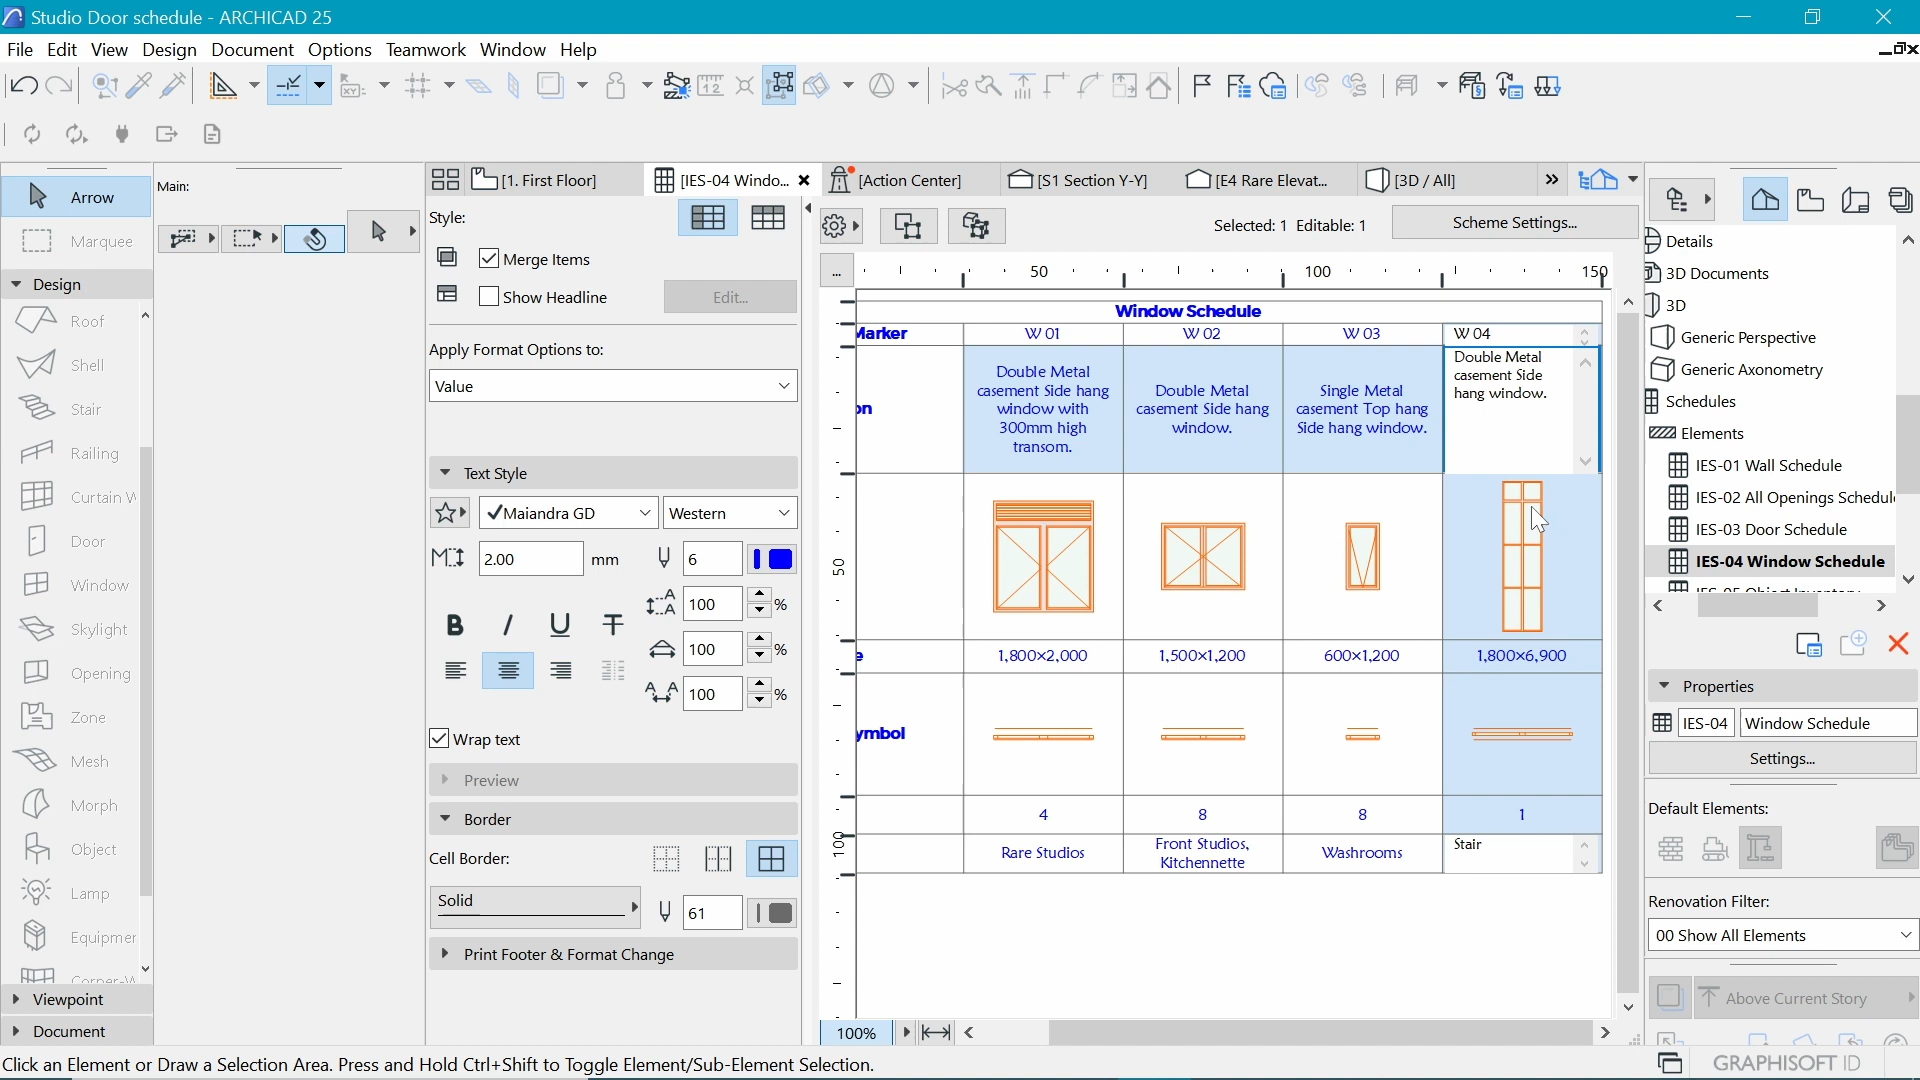 Studio Door schedule - ARCHICAD 25
File Edit View Design Document Options Teamwork Window Help
Main:
[1. First Floor]
[IES-04 Windo...
[Action Center]
[S1 Section Y-Y]
[E4 Rare Elevat...
[3D / All]
Arrow
Marquee
Design
Roof
Shell
Stair
Railing
Curtain W
Door
Window
Skylight
Opening
Zone
Mesh
Morph
Object
Lamp
Equipmer
Corner-W
Viewpoint
Document
Style:
Merge Items
Show Headline
Edit...
Apply Format Options to:
Value
Text Style
Maiandra GD
Western
2.00 mm
6
100 %
100 %
100 %
Wrap text
Preview
Border
Cell Border:
Solid
61
Print Footer & Format Change
Selected: 1 Editable: 1
Scheme Settings...
...
50 100 150
50
100
Window Schedule
Marker W 01 W 02 W 03 W 04
on
Double Metal
casement Side hang
window with
300mm high
transom.
Double Metal
casement Side hang
window.
Single Metal
casement Top hang
Side hang window.
Double Metal
casement Side
hang window.
e 1,800×2,000 1,500×1,200 600×1,200 1,800×6,900
ymbol
4 8 8 1
Rare Studios
Front Studios,
Kitchennette
Washrooms
Stair
100%
Details
3D Documents
3D
Generic Perspective
Generic Axonometry
Schedules
Elements
IES-01 Wall Schedule
IES-02 All Openings Schedul
IES-03 Door Schedule
IES-04 Window Schedule
Properties
IES-04 Window Schedule
Settings...
Default Elements:
Renovation Filter:
00 Show All Elements
Above Current Story
Click an Element or Draw a Selection Area. Press and Hold Ctrl+Shift to Toggle Element/Sub-Element Selection.
GRAPHISOFT ID